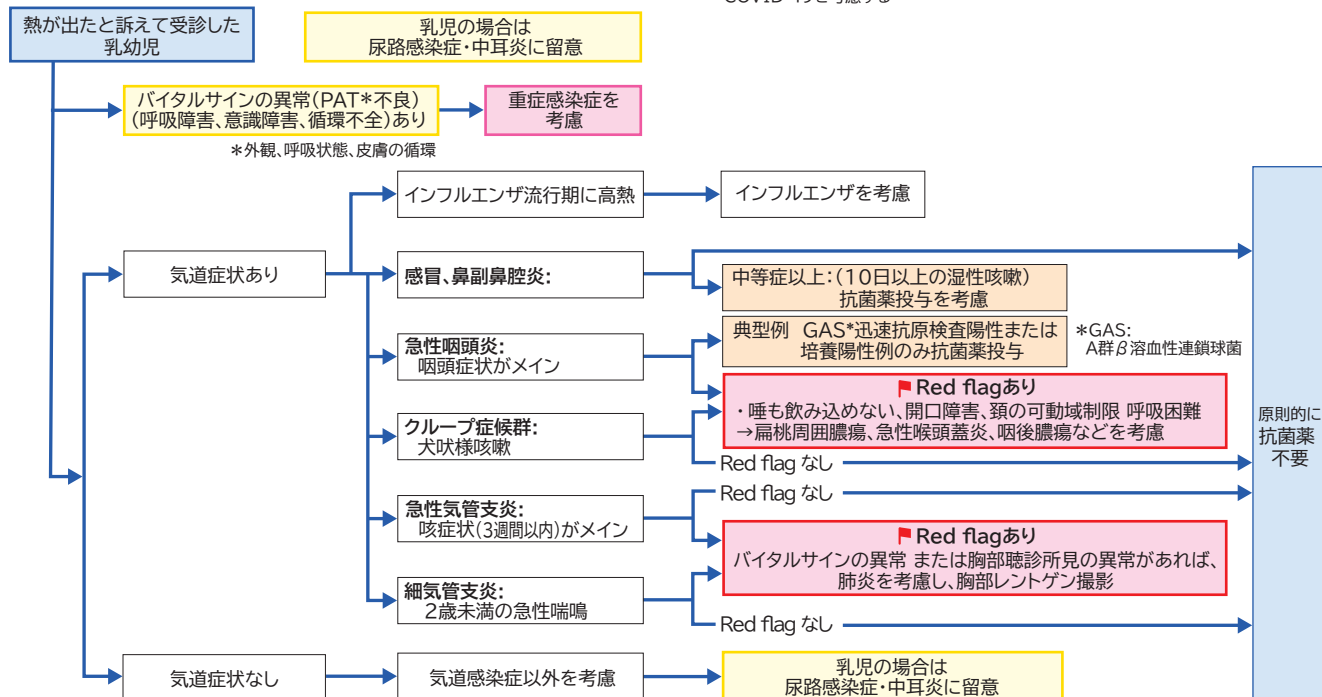 熱が出たと訴えて受診した
乳幼児
乳児の場合は
尿路感染症・中耳炎に留意
バイタルサインの異常(PAT*不良)
(呼吸障害、意識障害、循環不全)あり
重症感染症を
考慮
*外観、呼吸状態、皮膚の循環
気道症状あり
インフルエンザ流行期に高熱
インフルエンザを考慮
感冒、鼻副鼻腔炎:
中等症以上:(10日以上の湿性咳嗽)
抗菌薬投与を考慮
急性咽頭炎:
咽頭症状がメイン
典型例 GAS*迅速抗原検査陽性または
培養陽性例のみ抗菌薬投与
*GAS:
A群β溶血性連鎖球菌
Red flagあり
・唾も飲み込めない、開口障害、頚の可動域制限 呼吸困難
→扁桃周囲膿瘍、急性喉頭蓋炎、咽後膿瘍などを考慮
クループ症候群:
犬吠様咳嗽
Red flag なし
Red flag なし
急性気管支炎:
咳症状(3週間以内)がメイン
Red flagあり
バイタルサインの異常 または胸部聴診所見の異常があれば、
肺炎を考慮し、胸部レントゲン撮影
細気管支炎:
2歳未満の急性喘鳴
Red flag なし
原則的に
抗菌薬
不要
気道症状なし
気道感染症以外を考慮
乳児の場合は
尿路感染症・中耳炎に留意